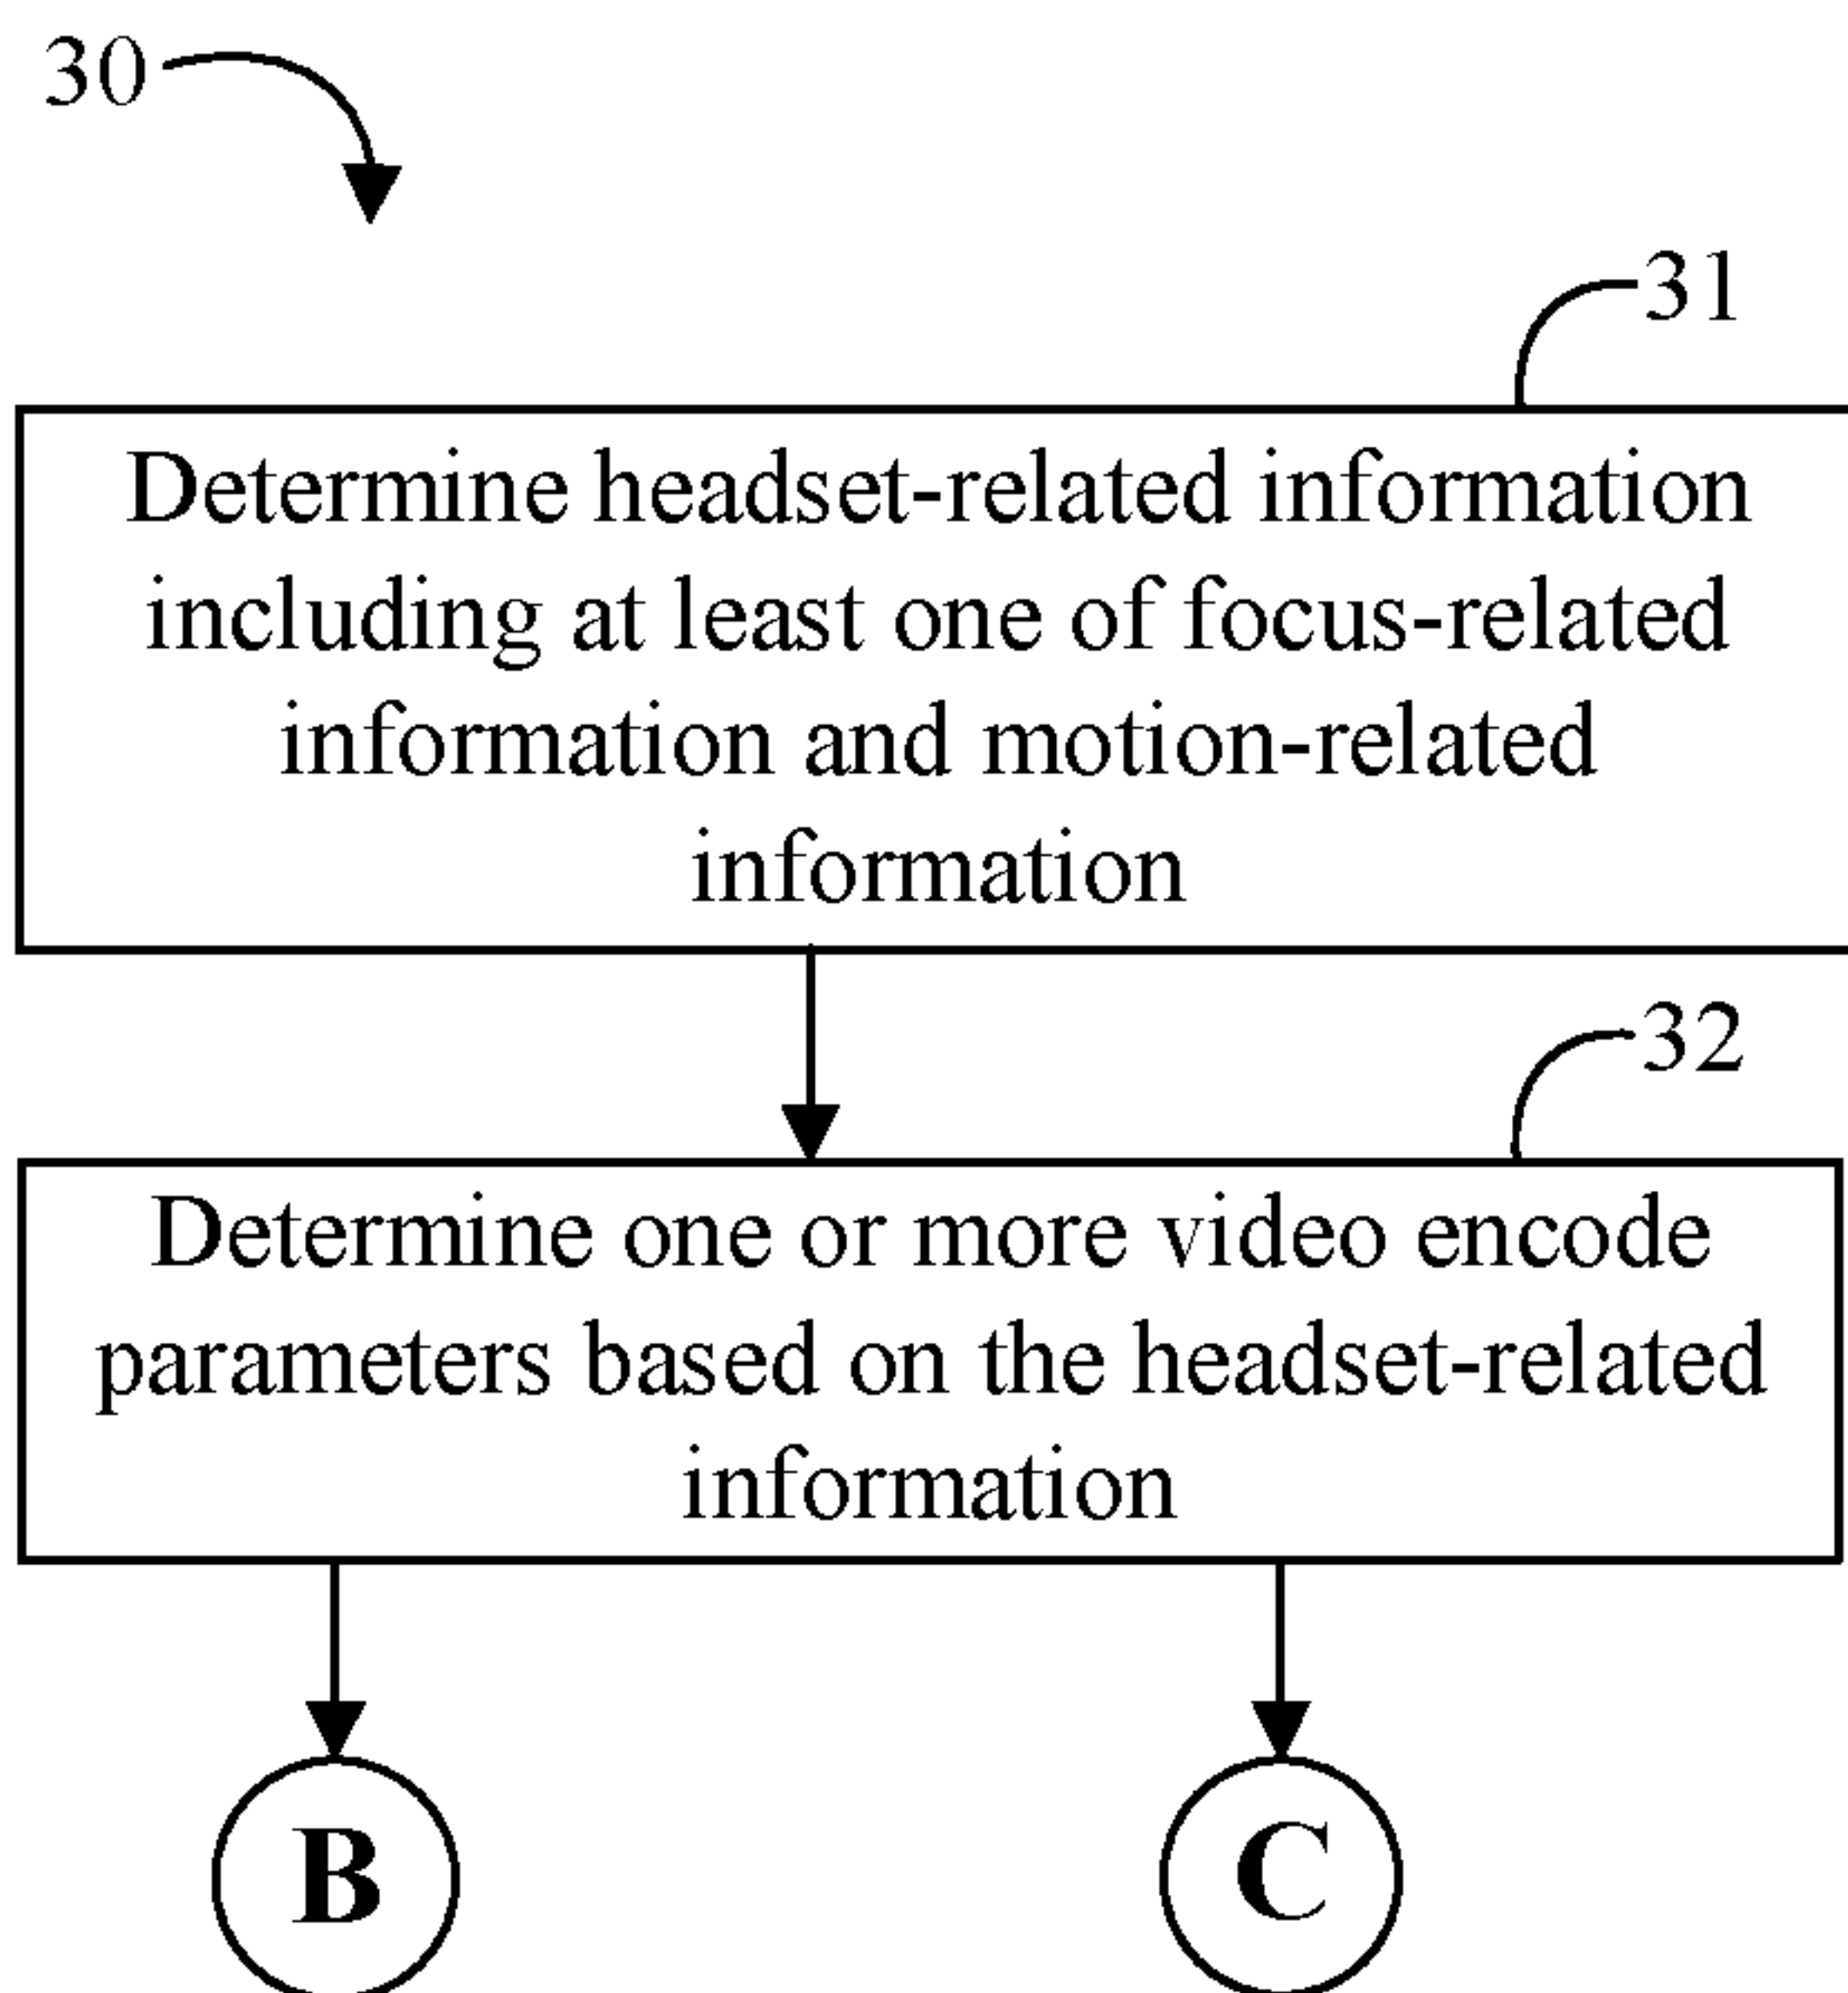 30
31
Determine headset-related information
including at least one of focus-related
information and motion-related
information
32
Determine one or more video encode
parameters based on the headset-related
information
B
C